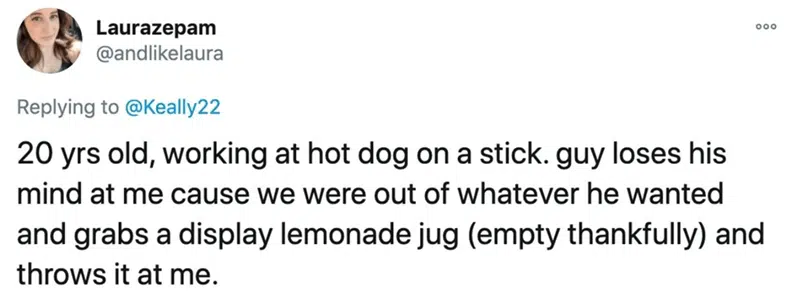 Laurazepam
@andlikelaura
Replying to @Keally22
20 yrs old, working at hot dog on a stick. guy loses his
mind at me cause we were out of whatever he wanted
and grabs a display lemonade jug (empty thankfully) and
throws it at me.